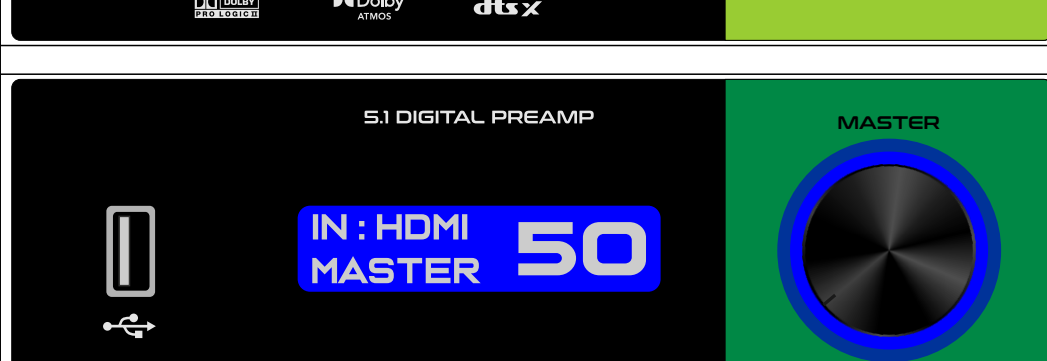 DOLBY
PRO LOGIC II
Dolby
ATMOS
dts x
5.1 DIGITAL PREAMP
MASTER
IN : HDMI
MASTER
50